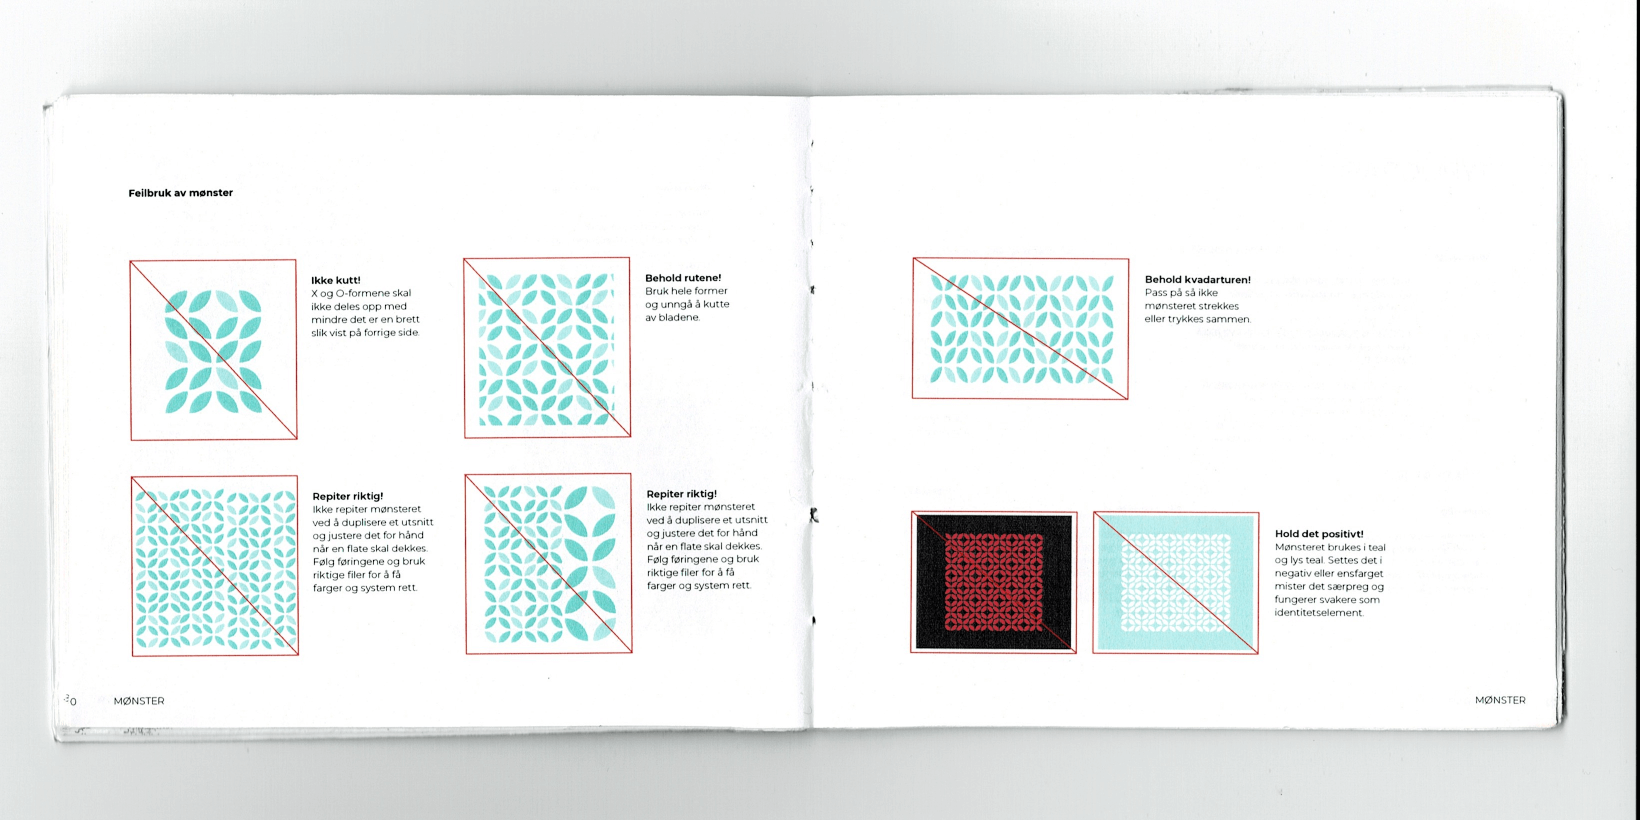 Feilbruk av mønster
Ikke kutt!
X og O-formene skal
ikke deles opp med
mindre det er en brett
slik vist på forrige side.
Behold rutene!
Bruk hele former
og unngå å kutte
av bladene.
Repiter riktig!
Ikke repiter mønsteret
ved å duplisere et utsnitt
og justere det for hånd
når en flate skal dekkes.
Følg føringene og bruk
riktige filer for å få
farger og system rett.
Repiter riktig!
Ikke repiter mønsteret
ved å duplisere et utsnitt
og justere det for hånd
når en flate skal dekkes.
Følg føringene og bruk
riktige filer for å få
farger og system rett.
MØNSTER
Behold kvadarturen!
Pass på så ikke
mønsteret strekkes
eller trykkes sammen.
Hold det positivt!
Mønsteret brukes i teal
og lys teal. Settes det i
negativ eller ensfarget
mister det særpreg og
fungerer svakere som
identitetselement.
MØNSTER